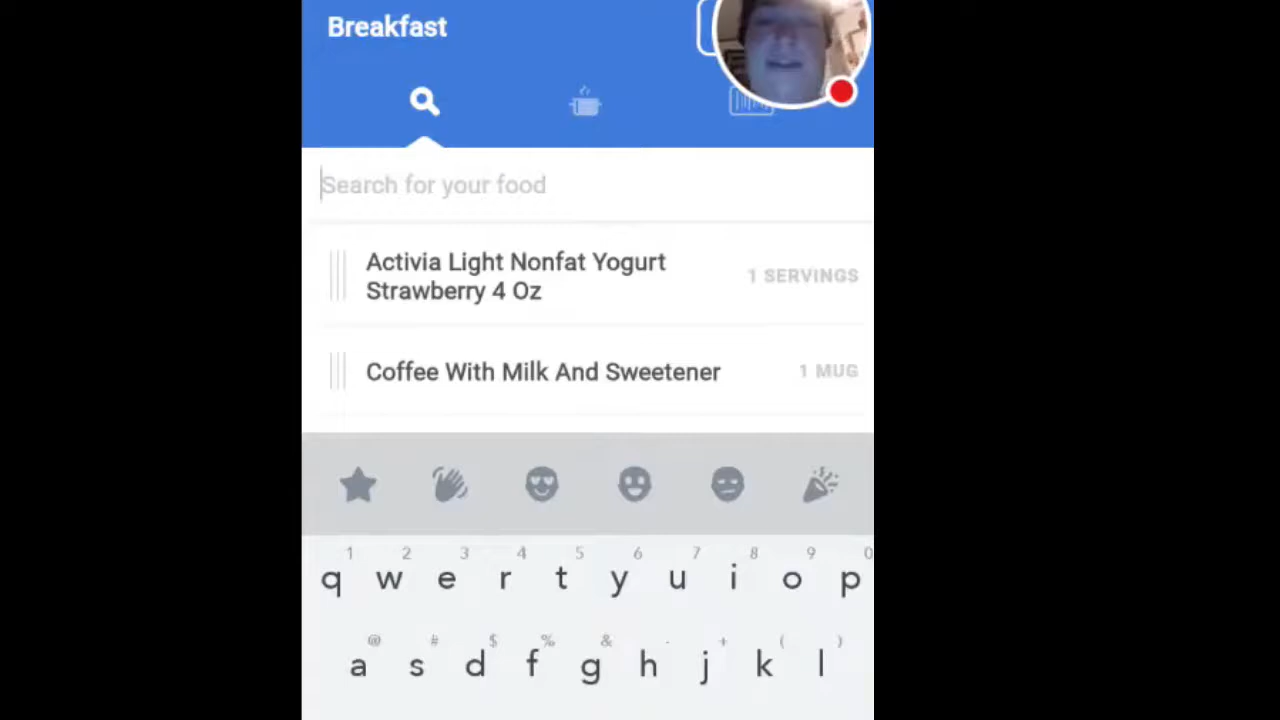 Breakfast
Search for your food
Activia Light Nonfat Yogurt
Strawberry 4 Oz
1 SERVINGS
Coffee With Milk And Sweetener
1 MUG
1 2 3 4 5 6 7 8 9 0
q w e r t y u i o p
@ # $ % & - + ( )
a s d f g h j k l